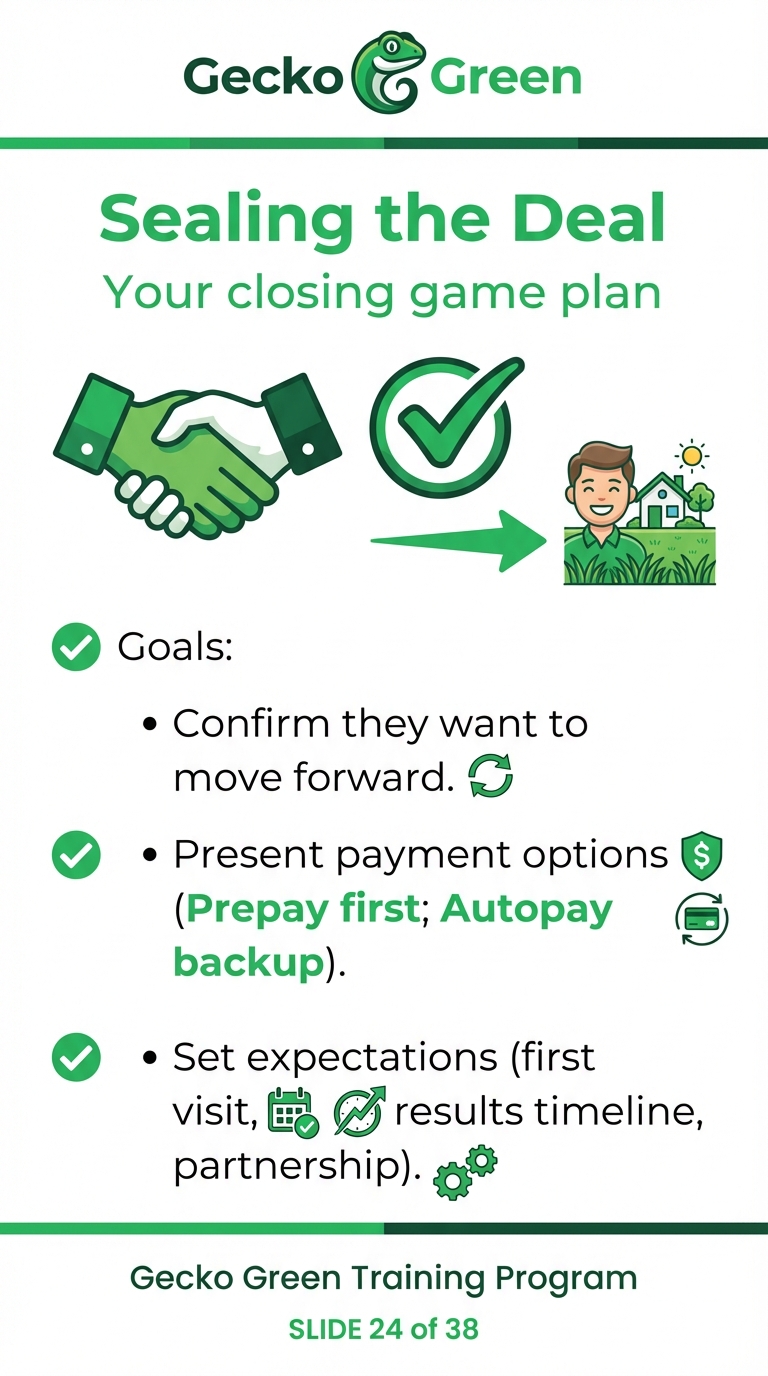 Gecko Green
Sealing the Deal
Your closing game plan
Goals:
• Confirm they want to
move forward.
• Present payment options
(Prepay first; Autopay
backup).
• Set expectations (first
visit, results timeline,
partnership).
Gecko Green Training Program
SLIDE 24 of 38